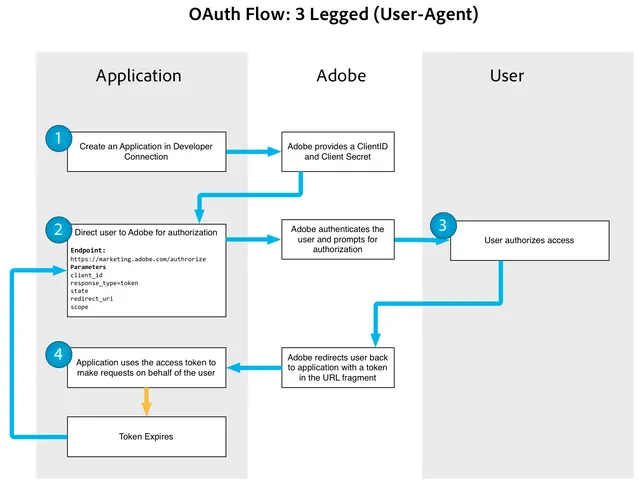 OAuth Flow: 3 Legged (User-Agent)
Application
Adobe
User
1
Create an Application in Developer
Connection
Adobe provides a ClientID
and Client Secret
2
Direct user to Adobe for authorization
Endpoint:
https://marketing.adobe.com/authrorize
Parameters
client_id
response_type=token
state
redirect_uri
scope
Adobe authenticates the
user and prompts for
authorization
3
User authorizes access
4
Application uses the access token to
make requests on behalf of the user
Adobe redirects user back
to application with a token
in the URL fragment
Token Expires